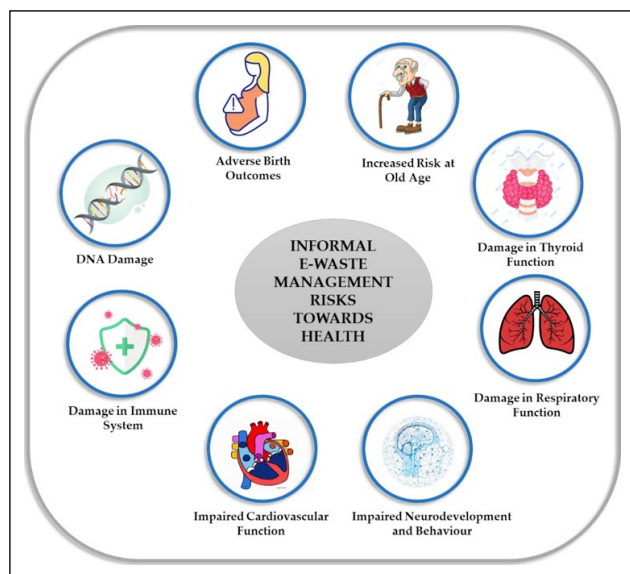 Adverse Birth
Outcomes
Increased Risk at
Old Age
DNA Damage
Damage in Thyroid
Function
INFORMAL
E-WASTE
MANAGEMENT
RISKS
TOWARDS
HEALTH
Damage in Immune
System
Damage in Respiratory
Function
Impaired Cardiovascular
Function
Impaired Neurodevelopment
and Behaviour